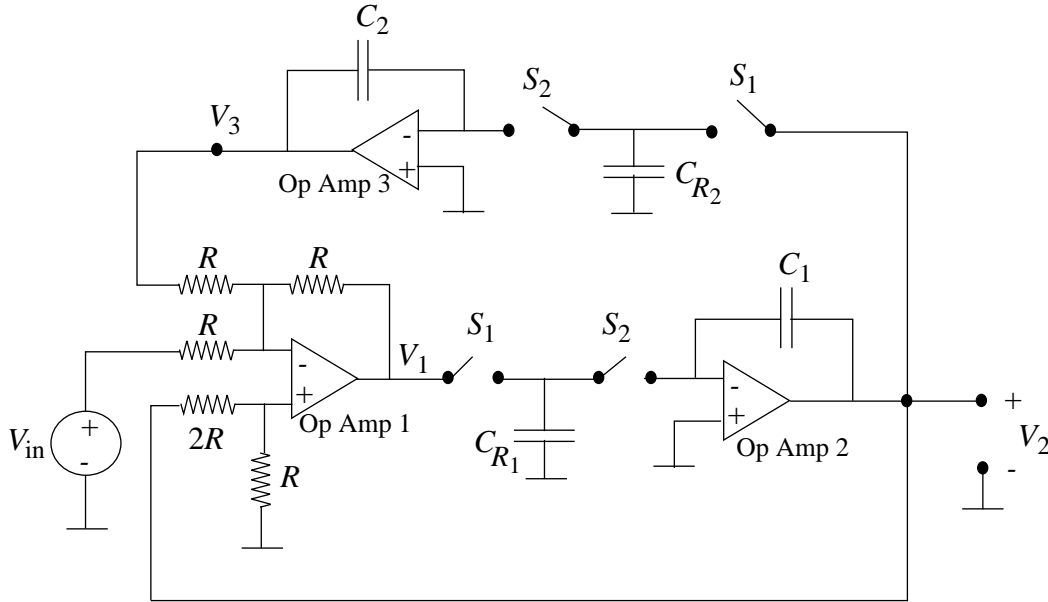 C2
S2
S1
V3
-
+
Op Amp 3
CR2
R
R
C1
R
S1
S2
V1
-
+
-
+
+
Vin
-
2R
Op Amp 1
CR1
Op Amp 2
+
V2
-
R